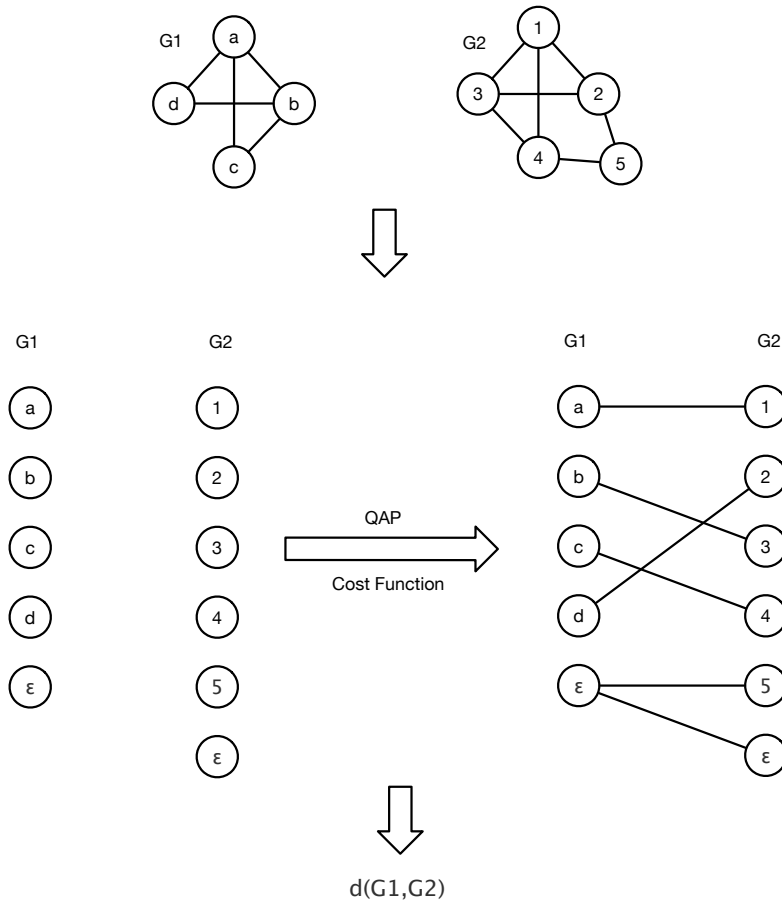 G1
a
d
b
c
G2
1
3
2
4
5
G1 G2
a 1
b 2
c 3
d 4
ε 5
ε
QAP
Cost Function
G1 G2
a 1
b 2
c 3
d 4
ε 5
ε
d(G1,G2)